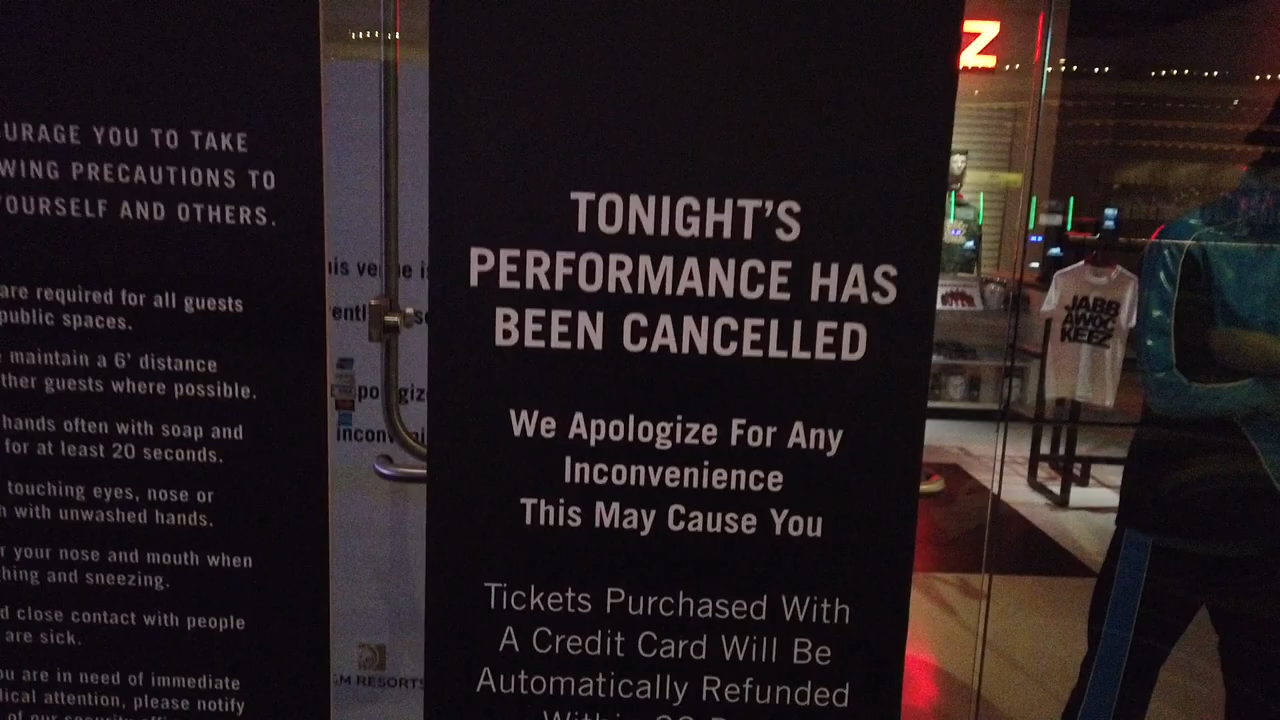 URAGE YOU TO TAKE
WING PRECAUTIONS TO
YOURSELF AND OTHERS.
are required for all guests
public spaces.
maintain a 6' distance
ther guests where possible.
hands often with soap and
for at least 20 seconds.
touching eyes, nose or
with unwashed hands.
your nose and mouth when
hing and sneezing.
close contact with people
are sick.
ou are in need of immediate
ical attention, please notify
TONIGHT'S
PERFORMANCE HAS
BEEN CANCELLED
We Apologize For Any
Inconvenience
This May Cause You
Tickets Purchased With
A Credit Card Will Be
Automatically Refunded
M RESORTS
Z
JABB
AWOC
KEEZ